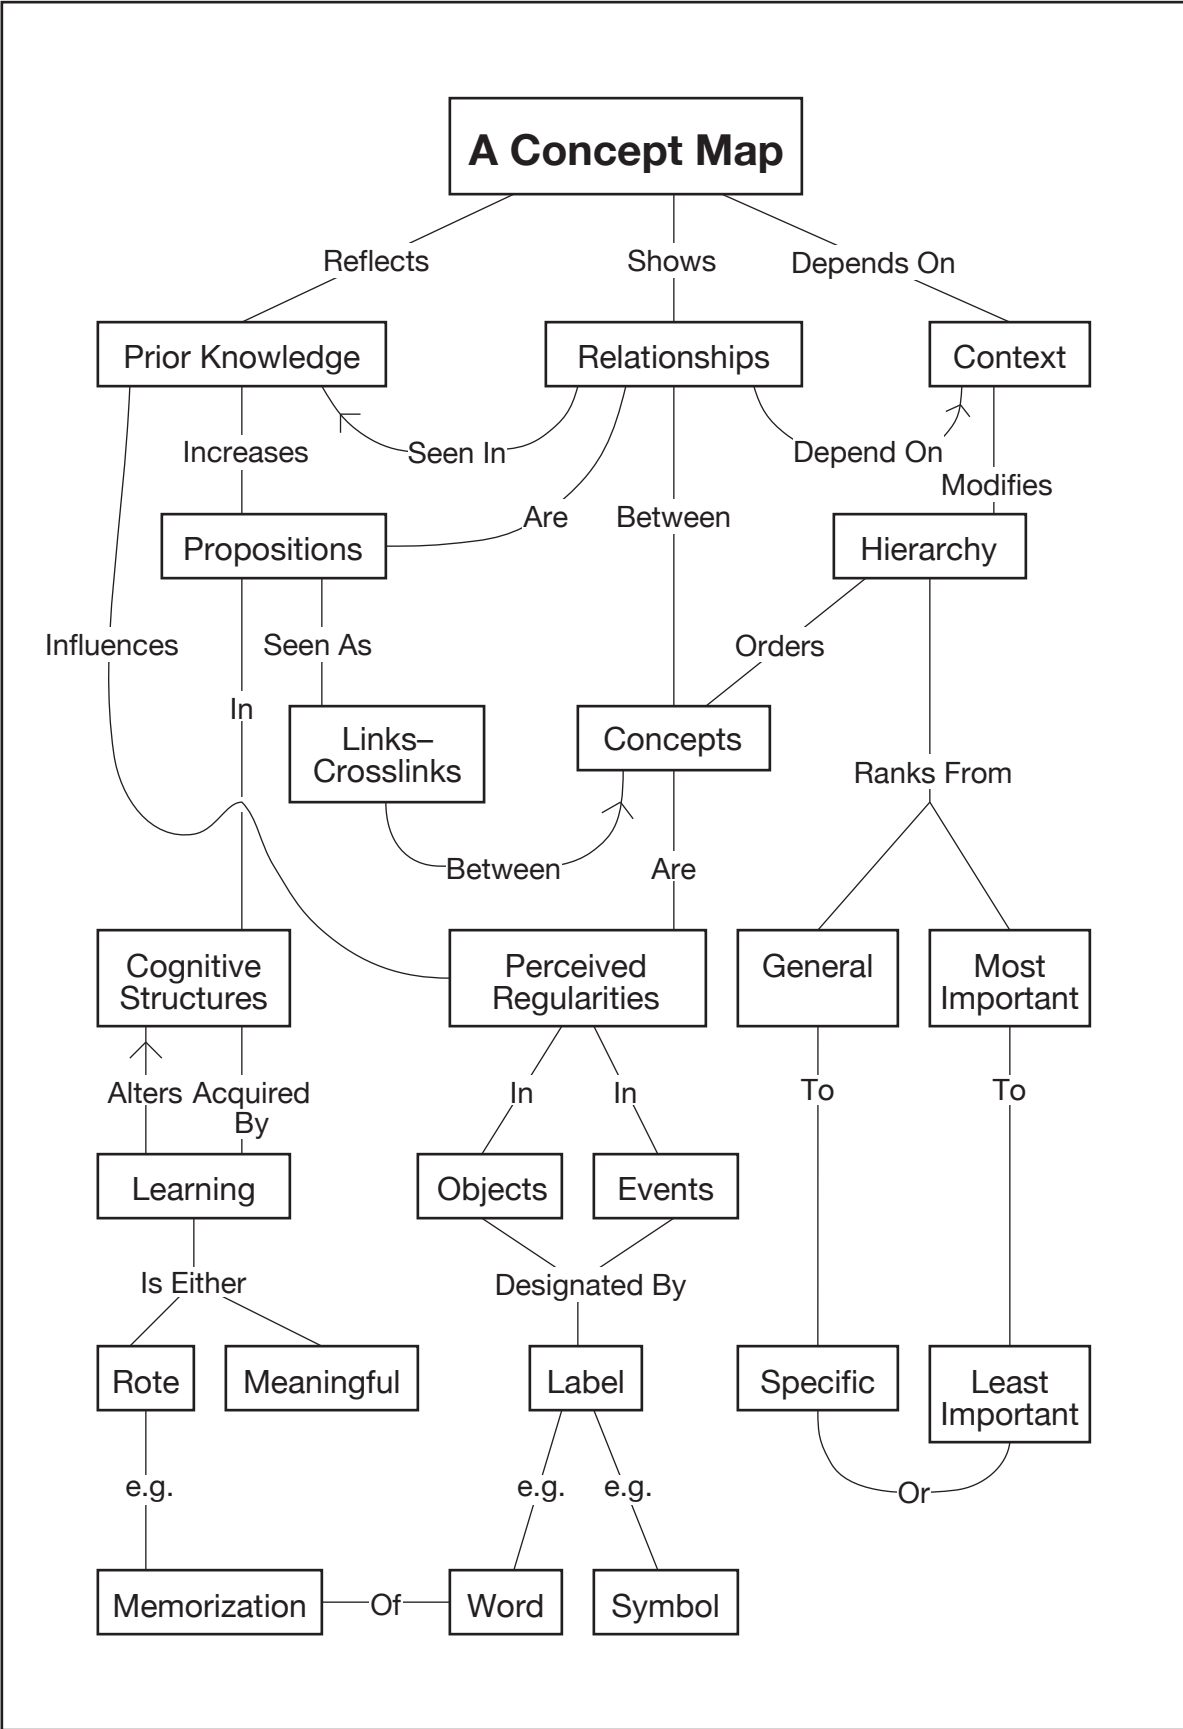 A Concept Map
Reflects
Shows
Depends On
Prior Knowledge
Relationships
Context
Increases
Seen In
Depend On
Modifies
Are
Between
Propositions
Hierarchy
Influences
Seen As
Orders
In
Links–
Crosslinks
Concepts
Ranks From
Between
Are
Cognitive
Structures
Perceived
Regularities
General
Most
Important
Alters
Acquired
By
In
In
To
To
Learning
Objects
Events
Is Either
Designated By
Rote
Meaningful
Label
Specific
Least
Important
e.g.
e.g.
e.g.
Or
Memorization
Of
Word
Symbol